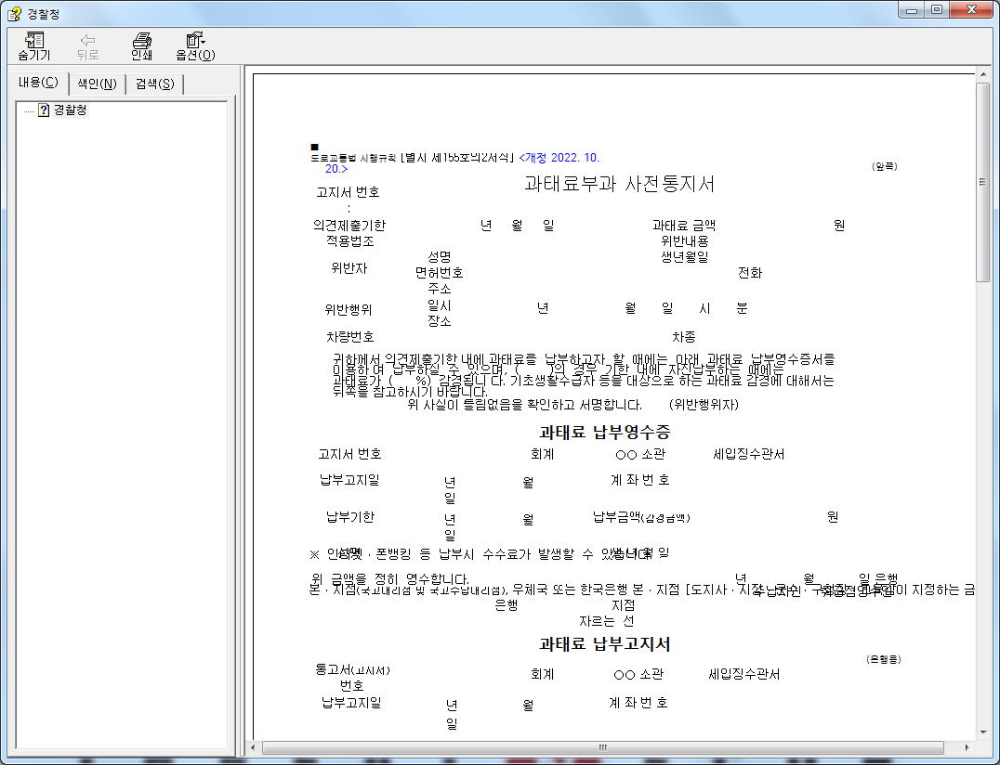 경찰청
숨기기 뒤로 인쇄 옵션(O)
내용(C) 색인(N) 검색(S)
경찰청
■
도로교통법 시행규칙 [별지 제155호의2서식] <개정 2022. 10.
20.>
(앞쪽)
과태료부과 사전통지서
고지서 번호
:
의견제출기한 년 월 일 과태료 금액 원
적용법조 위반내용
위반자 성명 생년월일
면허번호 전화
주소
위반행위 일시 년 월 일 시 분
장소
차량번호 차종
귀하께서 의견제출기한 내에 과태료를 납부하고자 할 때에는 아래 과태료 납부영수증서를
이용하여 납부하실 수 있으며, ( )의 경우 기한 내에 자진납부하는 때에는
과태료가 ( %) 감경됩니 다. 기초생활수급자 등을 대상으로 하는 과태료 감경에 대해서는
뒤쪽을 참고하시기 바랍니다.
위 사실이 틀림없음을 확인하고 서명합니다. (위반행위자)
과태료 납부영수증
고지서 번호 회계 ○○ 소관 세입징수관서
납부고지일 년 월 계 좌 번 호
일
납부기한 년 월 납부금액(감경금액) 원
일
성명 생 년 월 일
※ 인터넷ㆍ폰뱅킹 등 납부시 수수료가 발생할 수 있습니다.
위 금액을 정히 영수합니다. 년 월 일 은행
본ㆍ지점(국고대리점 및 국고수납대리점), 우체국 또는 한국은행 본ㆍ지점 [도지사ㆍ시장ㆍ군수ㆍ구청장 지정하는 금
은행 지점
자르는 선
과태료 납부고지서
(은행용)
통고서(고지서) 회계 ○○ 소관 세입징수관서
번호
납부고지일 년 월 계 좌 번 호
일